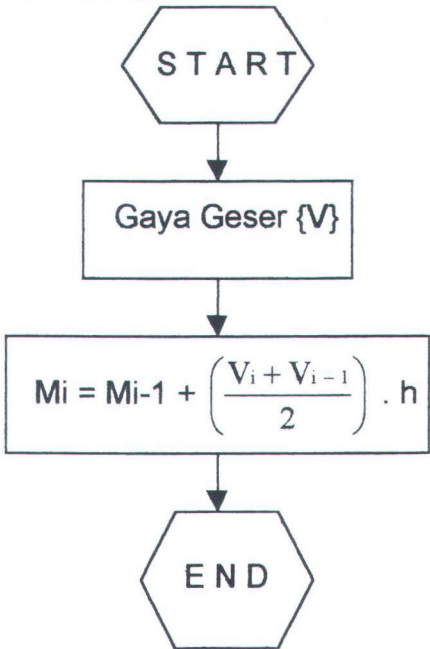 START
Gaya Geser {V}
Mi = Mi-1 + (Vi + Vi-1 / 2) . h
END